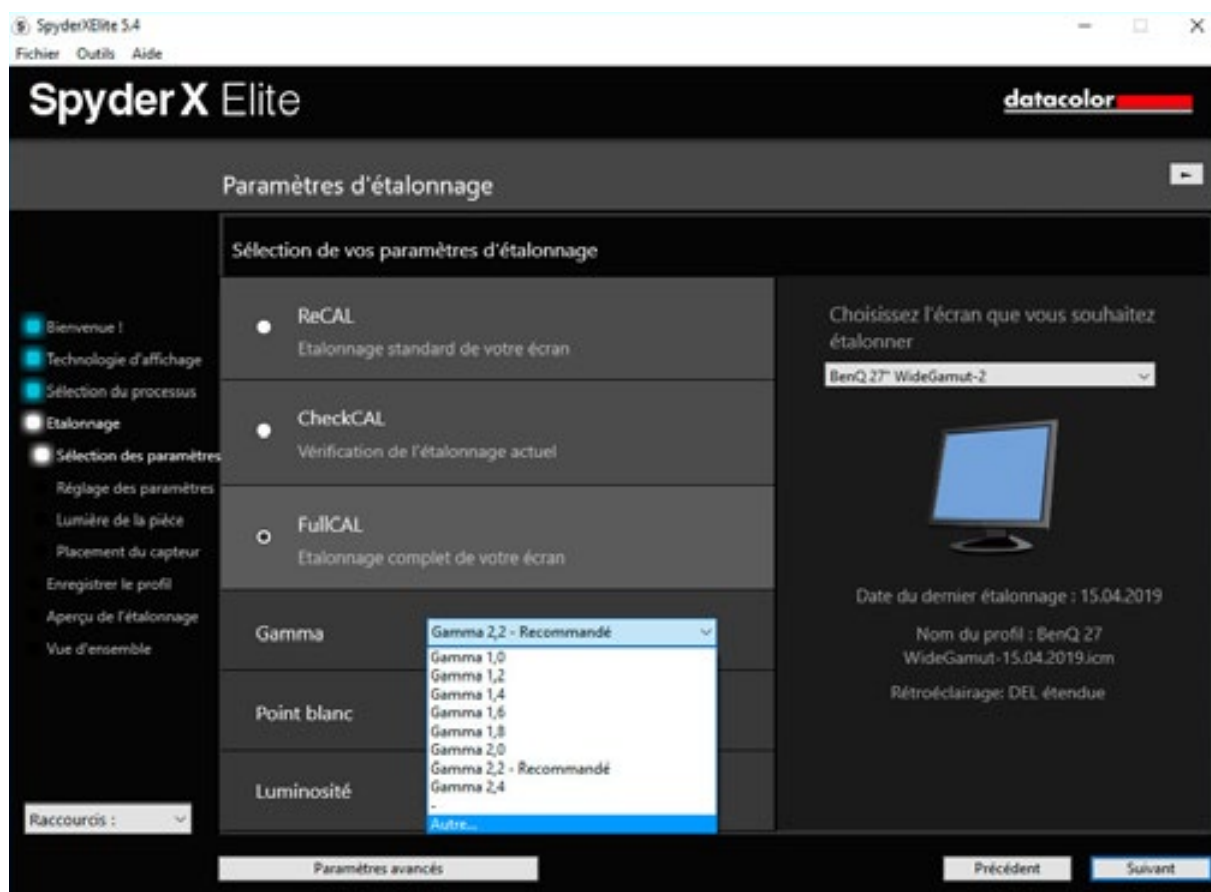 SpyderXElite 5.4
Fichier Outils Aide
SpyderX Elite
datacolor
Paramètres d'étalonnage
Sélection de vos paramètres d'étalonnage
Bienvenue !
Technologie d'affichage
Sélection du processus
Etalonnage
Sélection des paramètres
Réglage des paramètres
Lumière de la pièce
Placement du capteur
Enregistrer le profil
Aperçu de l'étalonnage
Vue d'ensemble
Raccourcis :
ReCAL
Etalonnage standard de votre écran
CheckCAL
Vérification de l'étalonnage actuel
FullCAL
Etalonnage complet de votre écran
Gamma
Gamma 2,2 - Recommandé
Gamma 1,0
Gamma 1,2
Gamma 1,4
Gamma 1,6
Gamma 1,8
Gamma 2,0
Gamma 2,2 - Recommandé
Gamma 2,4
-
Autre...
Point blanc
Luminosité
Choisissez l'écran que vous souhaitez
étalonner
BenQ 27" WideGamut-2
Date du dernier étalonnage : 15.04.2019
Nom du profil : BenQ 27
WideGamut-15.04.2019.icm
Rétroéclairage: DEL étendue
Paramètres avancés
Précédent
Suivant